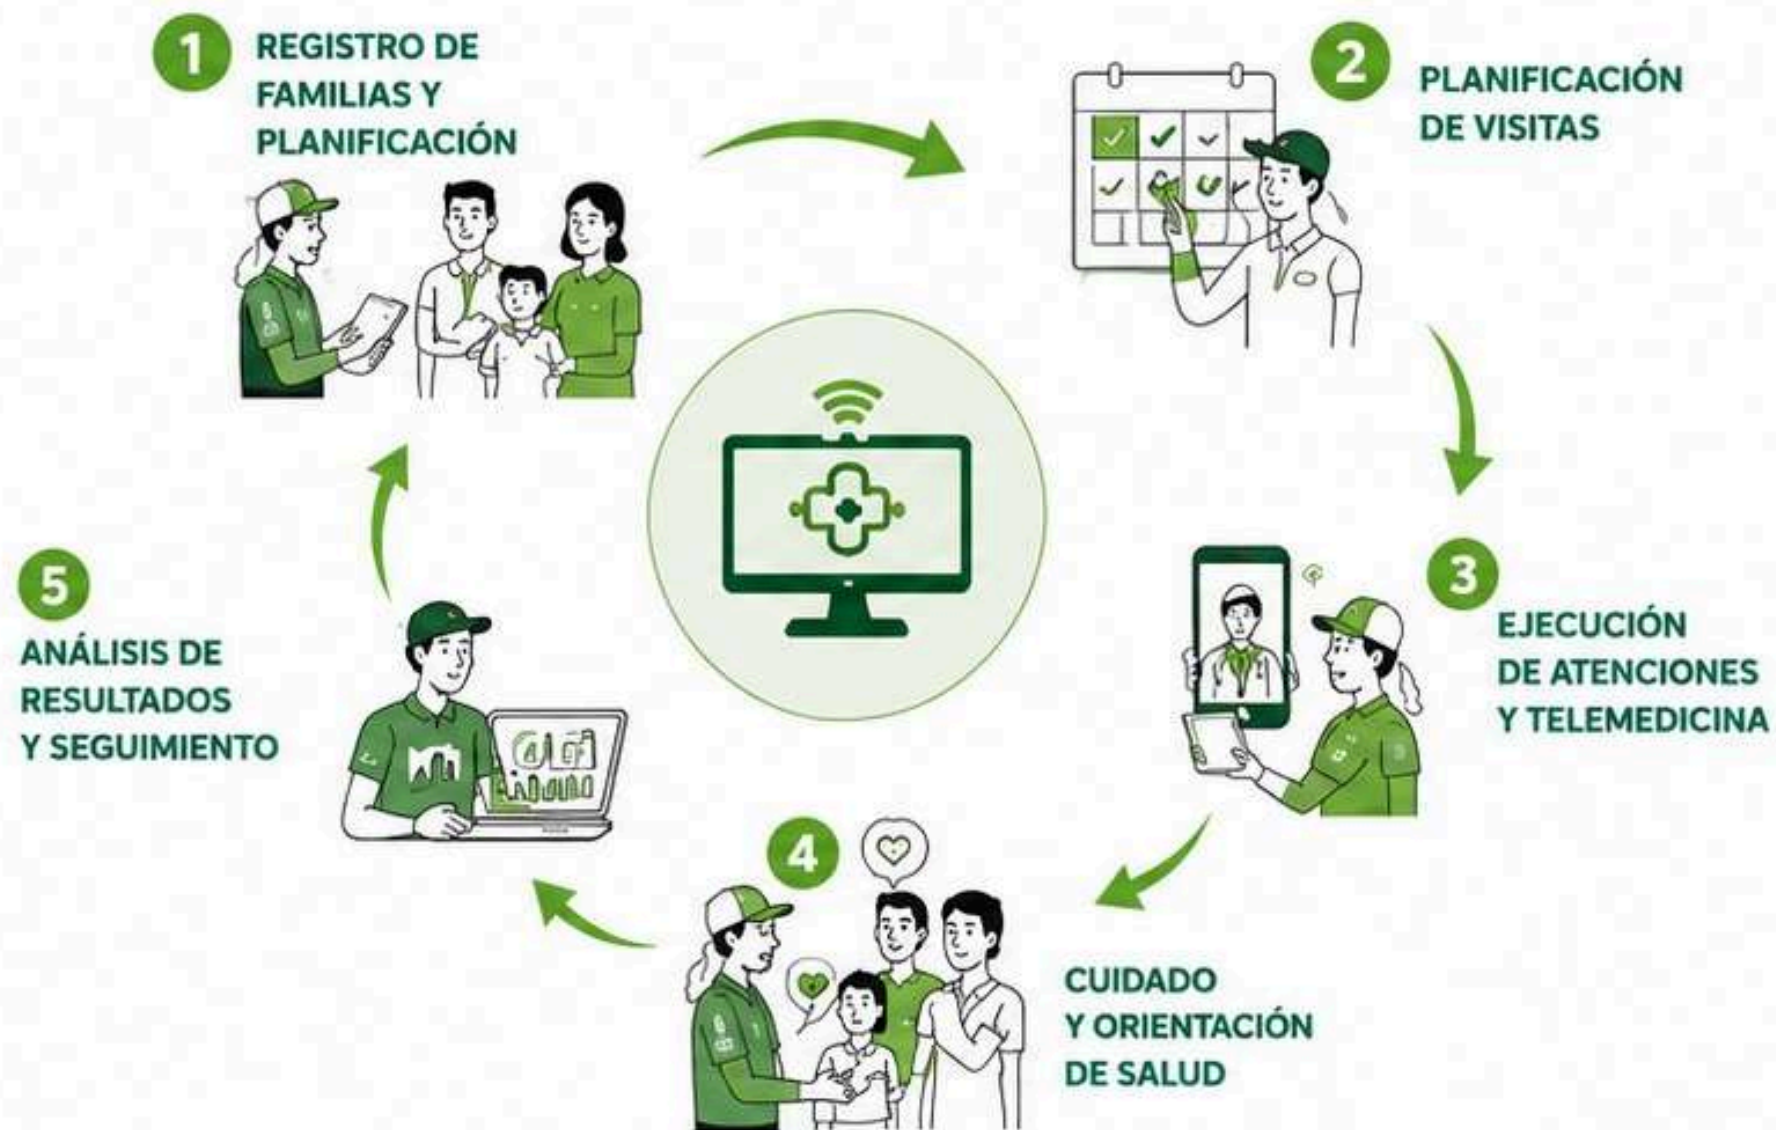 1
REGISTRO DE
FAMILIAS Y
PLANIFICACIÓN
2
PLANIFICACIÓN
DE VISITAS
3
EJECUCIÓN
DE ATENCIONES
Y TELEMEDICINA
4
CUIDADO
Y ORIENTACIÓN
DE SALUD
5
ANÁLISIS DE
RESULTADOS
Y SEGUIMIENTO